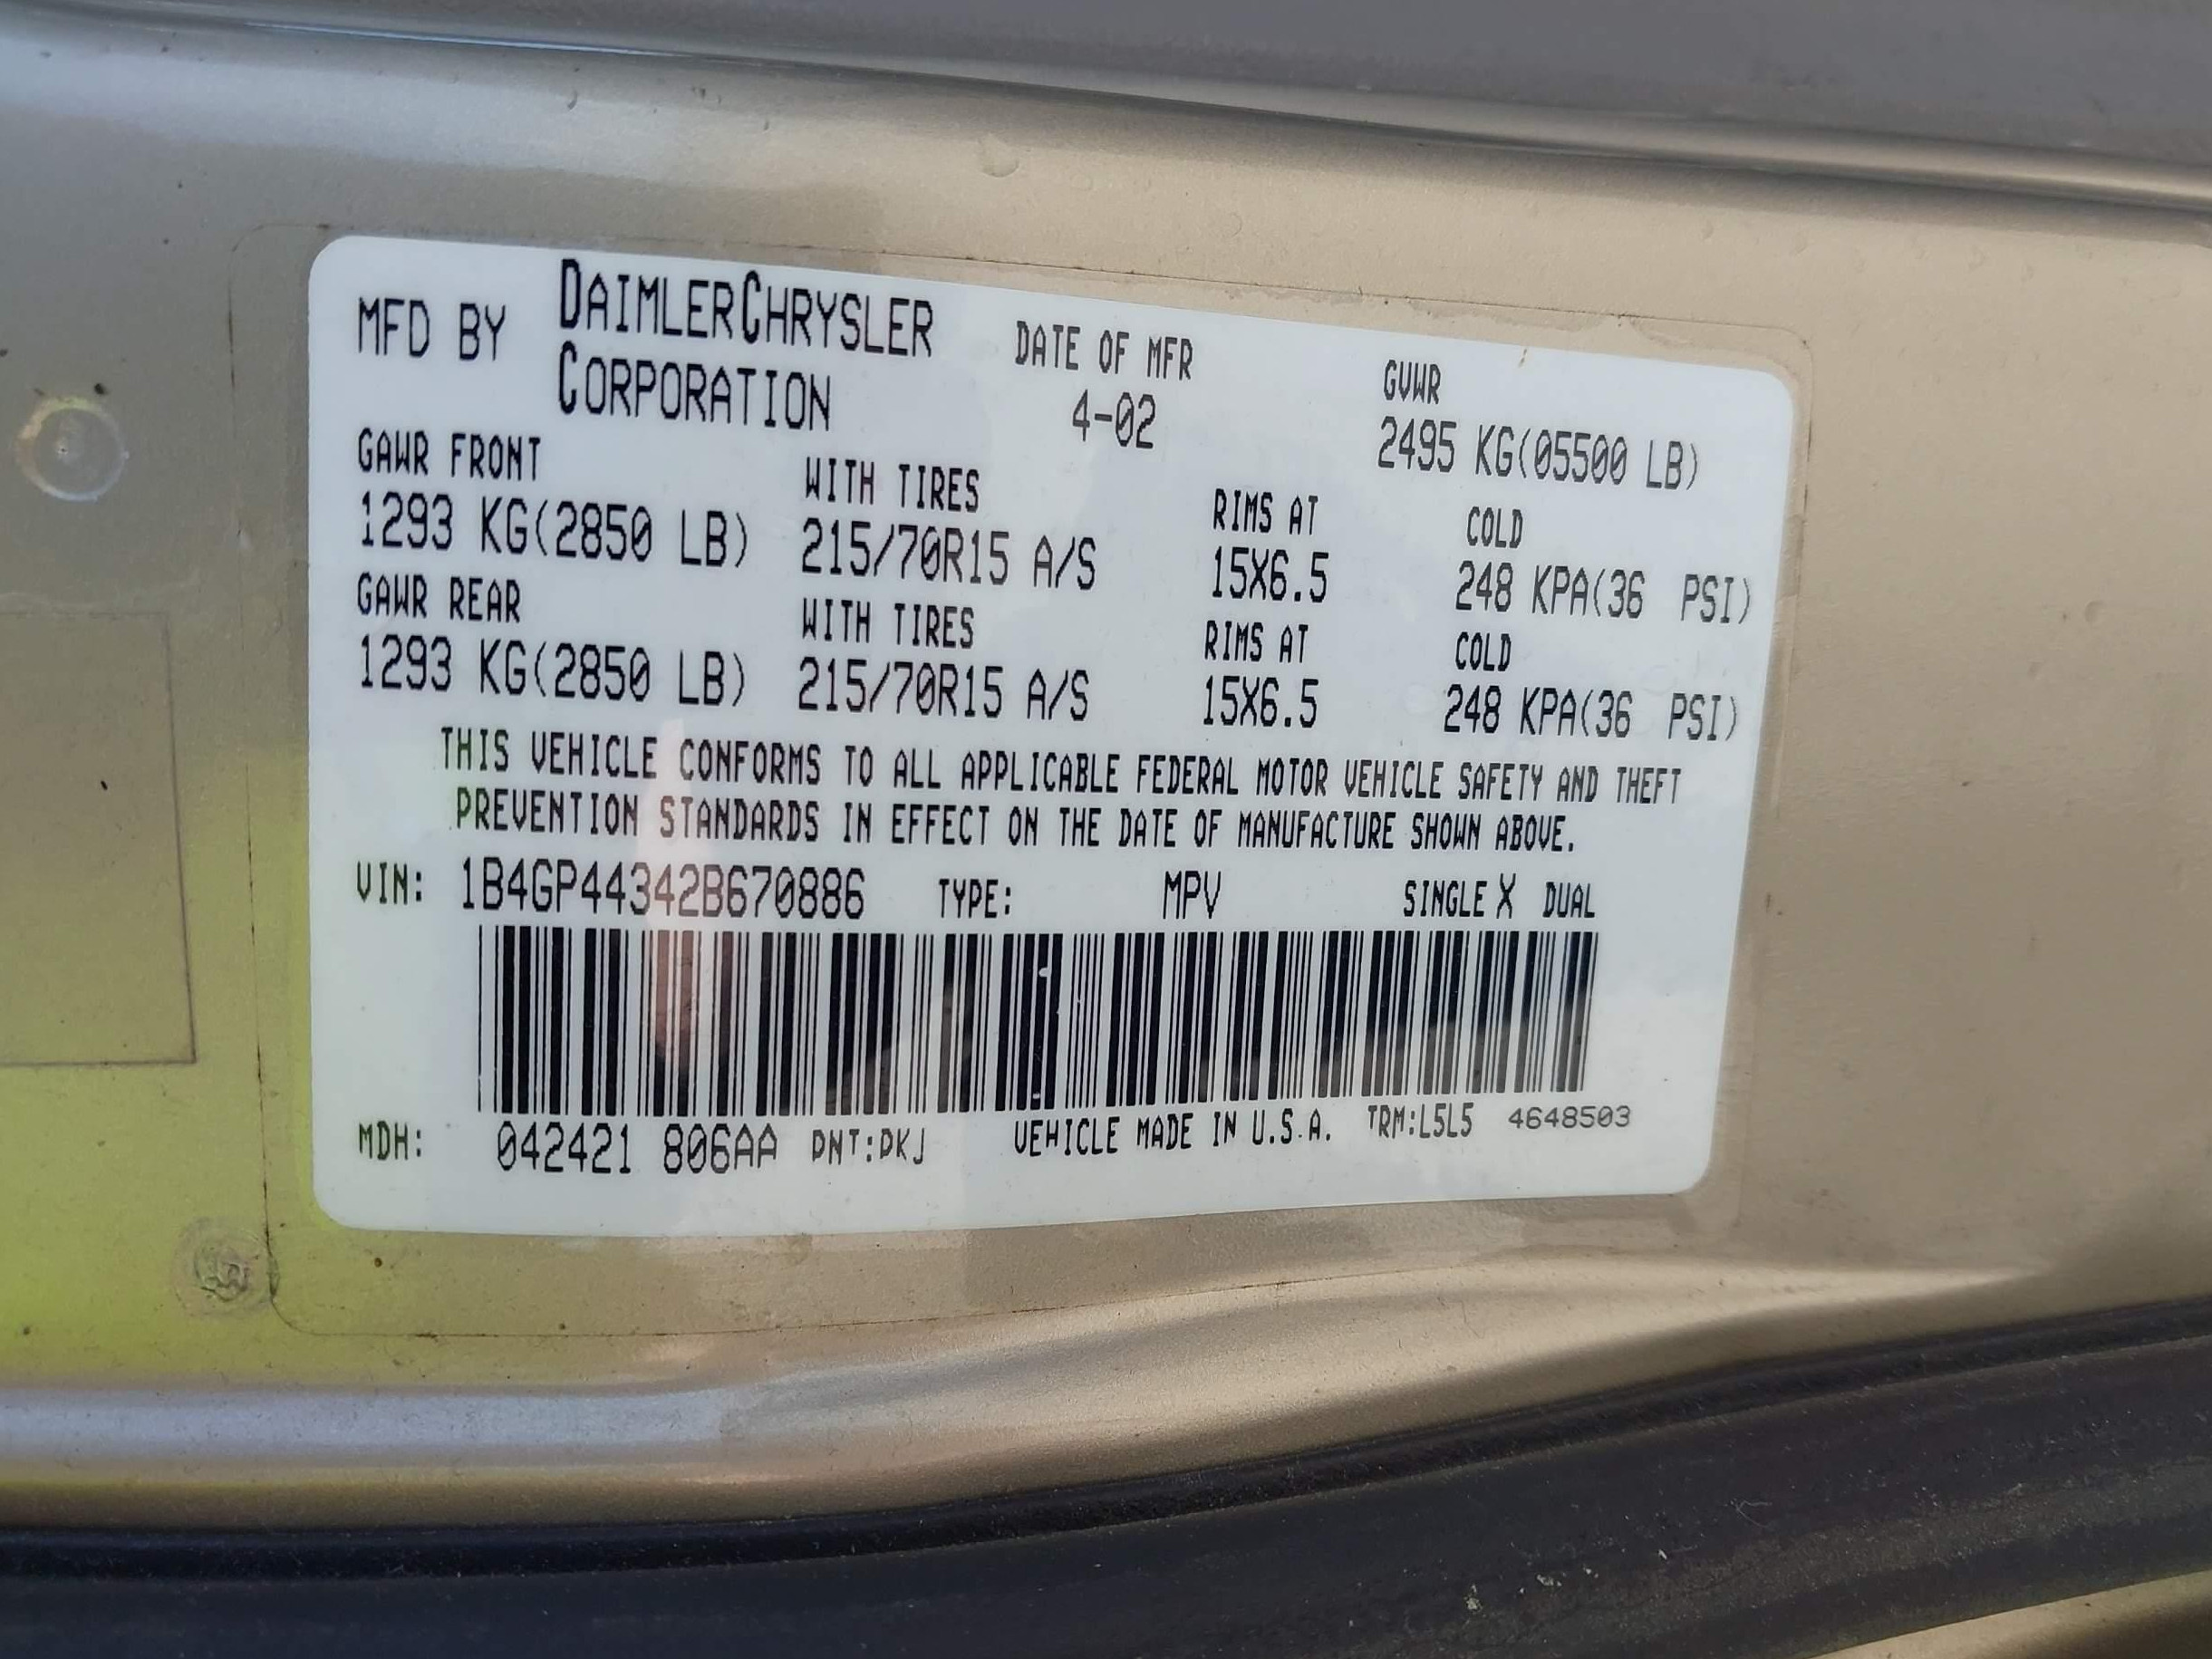 MFD BY DAIMLERCHRYSLER CORPORATION
DATE OF MFR
4-02
GVWR
2495 KG(05500 LB)
GAWR FRONT WITH TIRES RIMS AT COLD
1293 KG(2850 LB) 215/70R15 A/S 15X6.5 248 KPA(36 PSI)
GAWR REAR WITH TIRES RIMS AT COLD
1293 KG(2850 LB) 215/70R15 A/S 15X6.5 248 KPA(36 PSI)
THIS VEHICLE CONFORMS TO ALL APPLICABLE FEDERAL MOTOR VEHICLE SAFETY AND THEFT
PREVENTION STANDARDS IN EFFECT ON THE DATE OF MANUFACTURE SHOWN ABOVE.
VIN: 1B4GP44342B670886 TYPE: MPV SINGLE X DUAL
MDH: 042421 806AA PNT:PKJ VEHICLE MADE IN U.S.A. TRM:L5L5 4648503